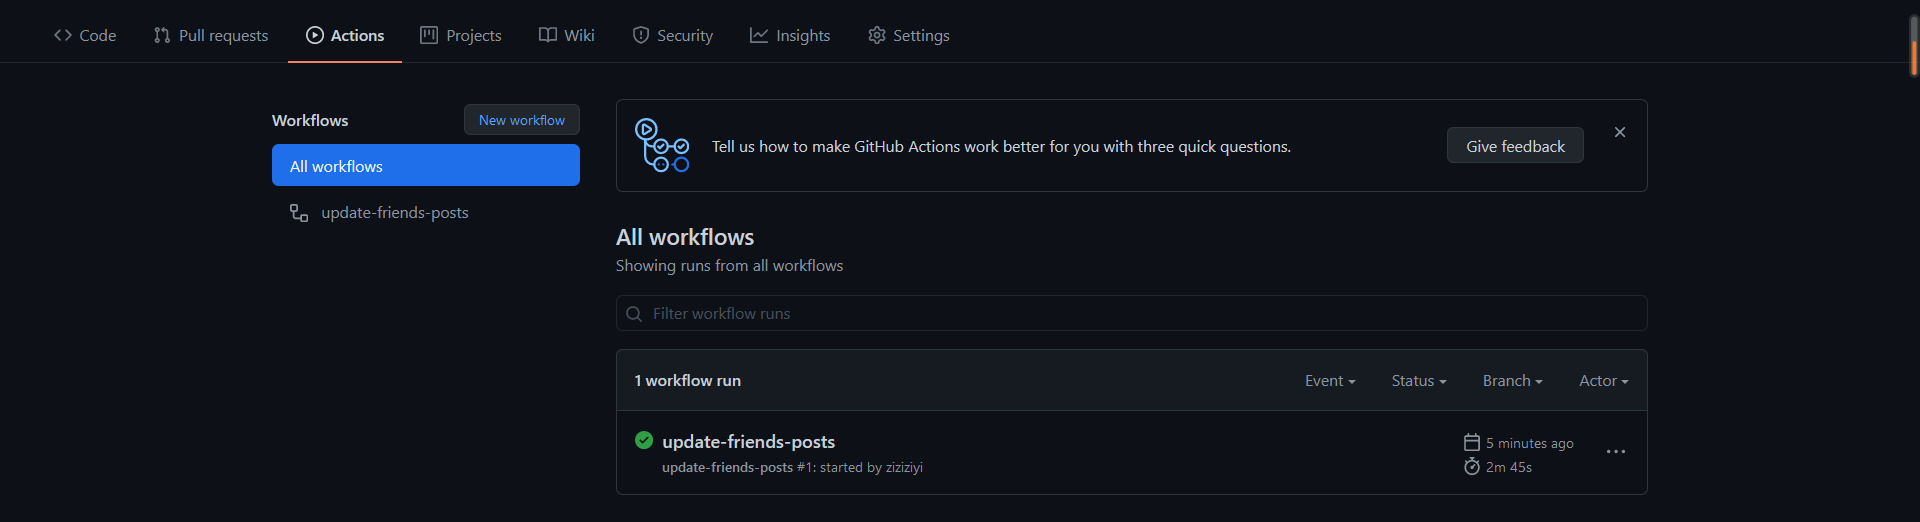 Code Pull requests Actions Projects Wiki Security Insights Settings
Workflows New workflow
All workflows
update-friends-posts
Tell us how to make GitHub Actions work better for you with three quick questions. Give feedback
All workflows
Showing runs from all workflows
Filter workflow runs
1 workflow run Event Status Branch Actor
update-friends-posts 5 minutes ago
update-friends-posts #1: started by ziziziyi 2m 45s